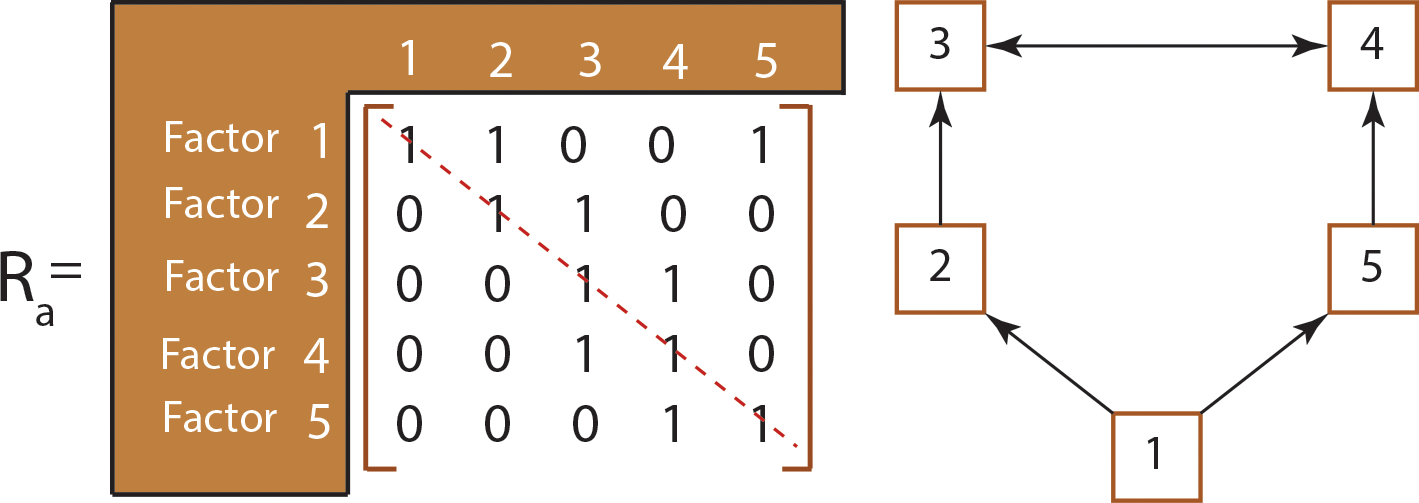 1 2 3 4 5
Factor 1 1 1 0 0 1
Factor 2 0 1 1 0 0
Factor 3 0 0 1 1 0
Factor 4 0 0 1 1 0
Factor 5 0 0 0 1 1
Ra=
3 4
2 5
1